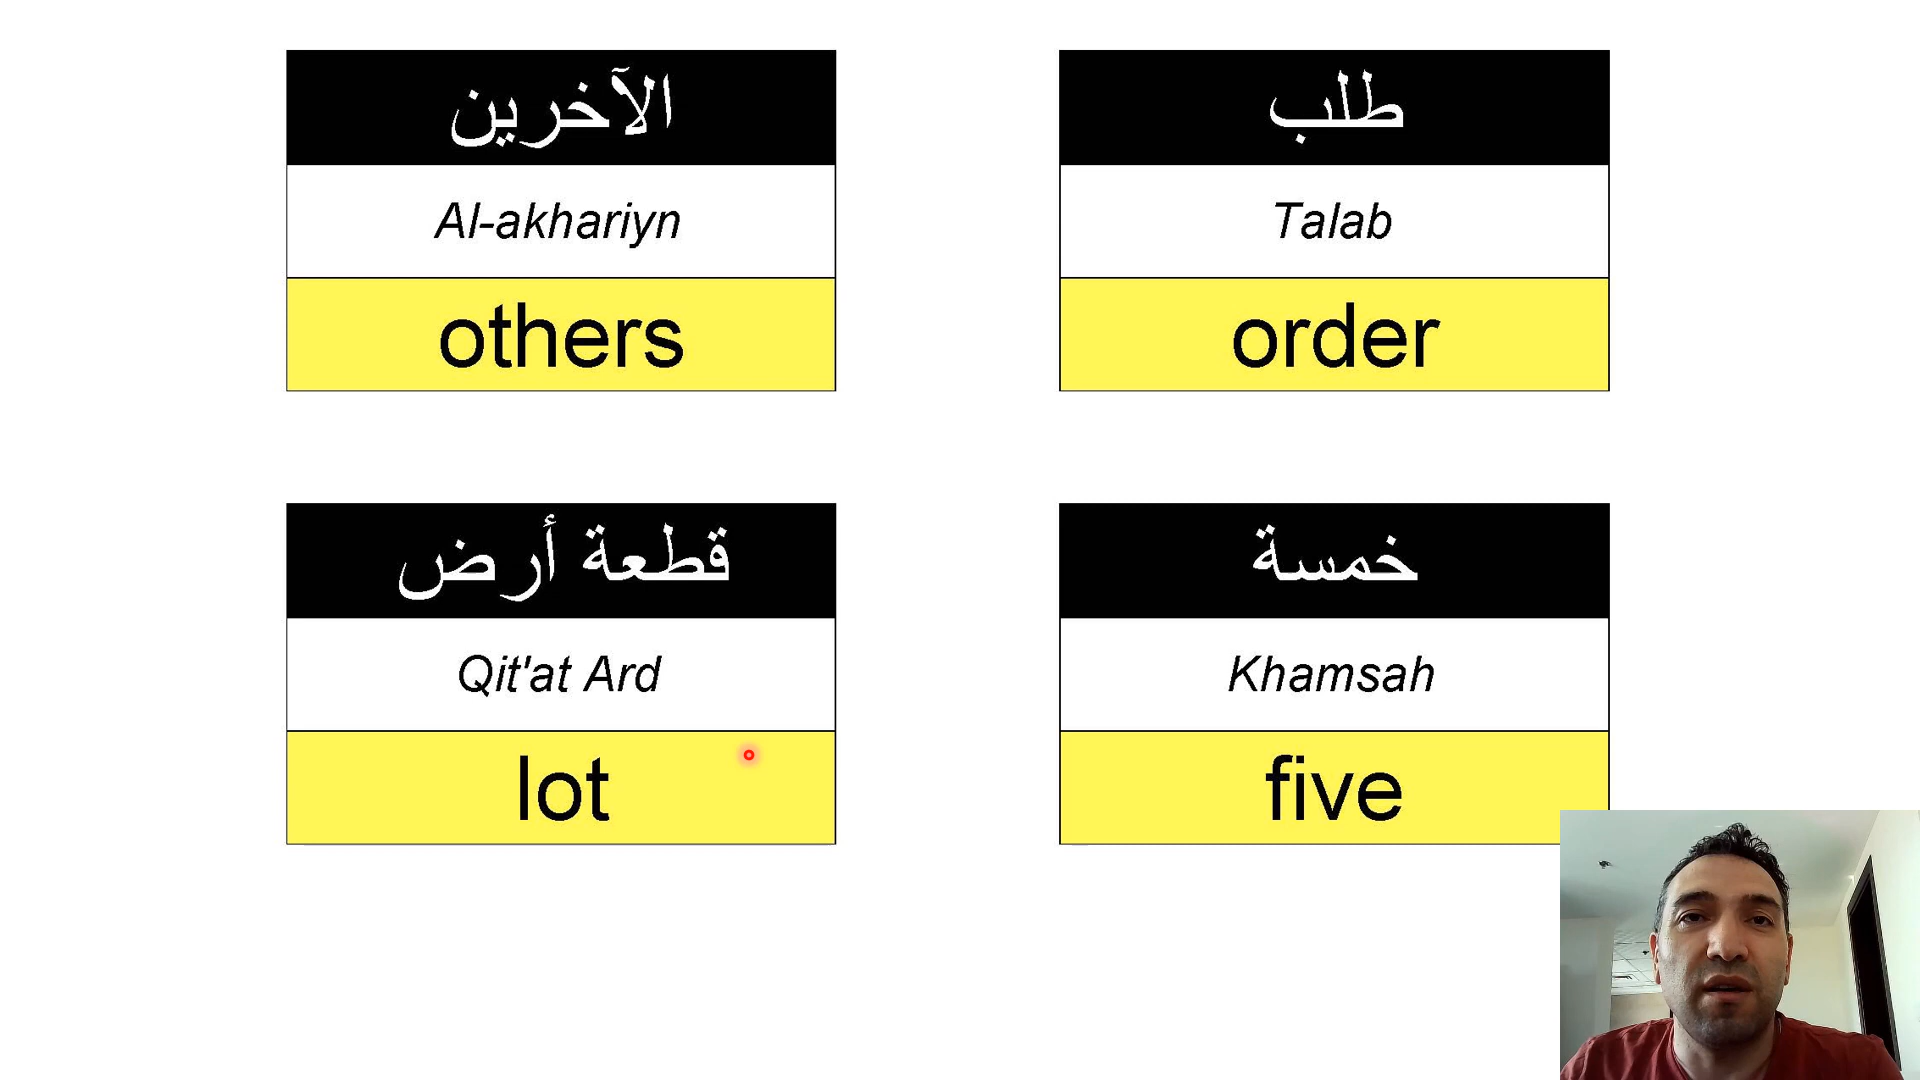 الآخرين
Al-akhariyn
others
طلب
Talab
order
قطعة أرض
Qit'at Ard
lot
خمسة
Khamsah
five